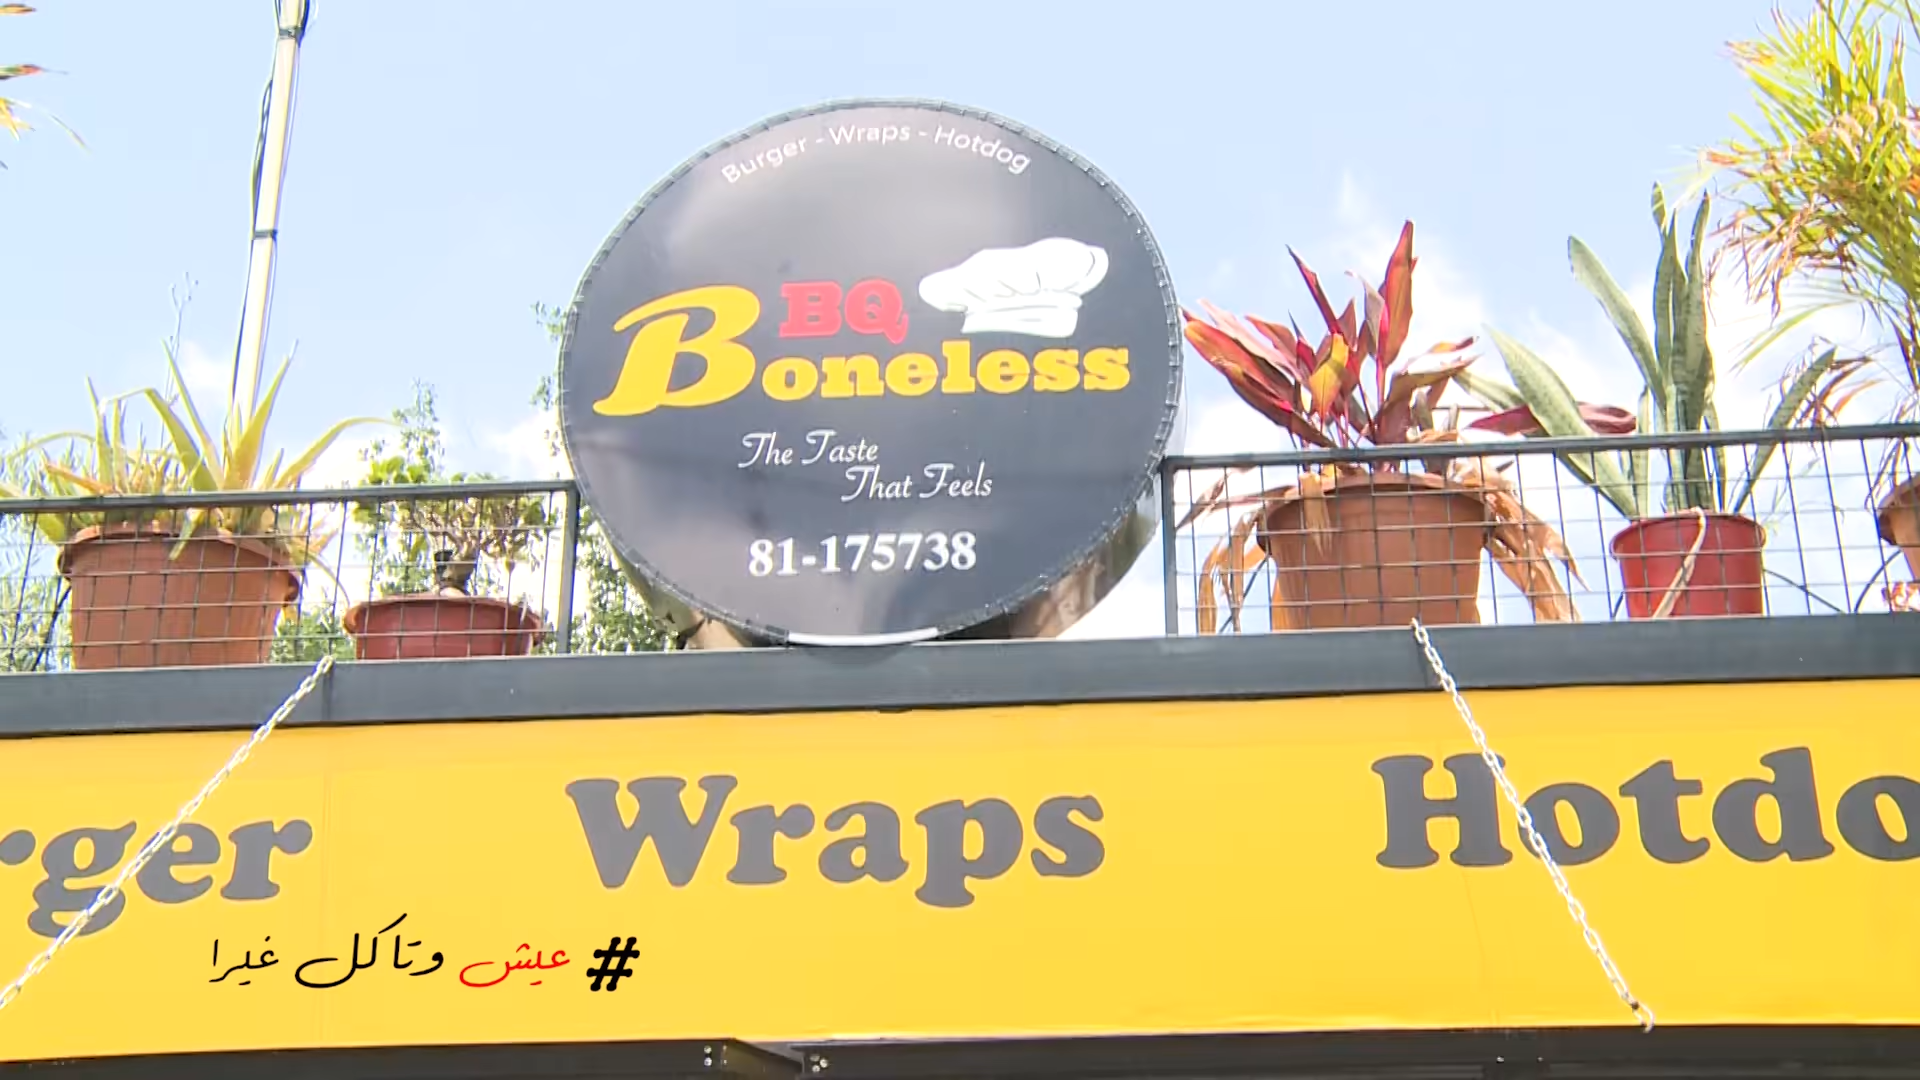 Burger - Wraps - Hotdog
BQ
Boneless
The Taste
That Feels
81-175738
rger Wraps Hotdo
#عيش وتاكل غيرا